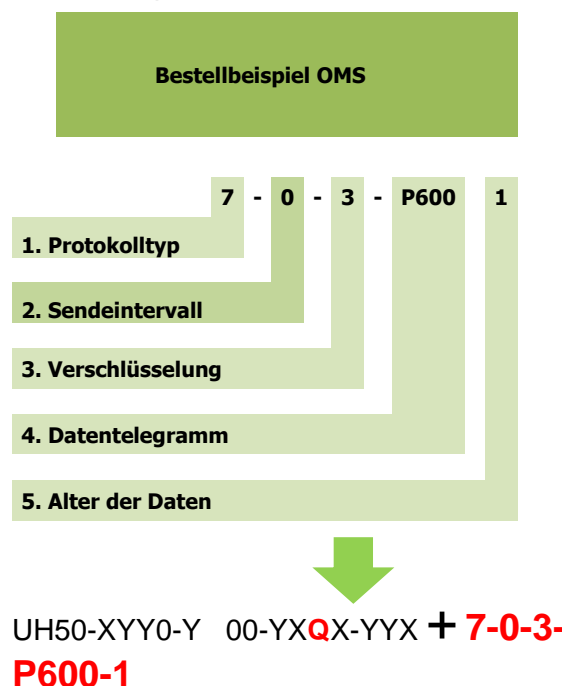 Bestellbeispiel OMS
7 - 0 - 3 - P600 1
1. Protokolltyp
2. Sendeintervall
3. Verschlüsselung
4. Datentelegramm
5. Alter der Daten
UH50-XYY0-Y 00-YXQX-YYX + 7-0-3-
P600-1